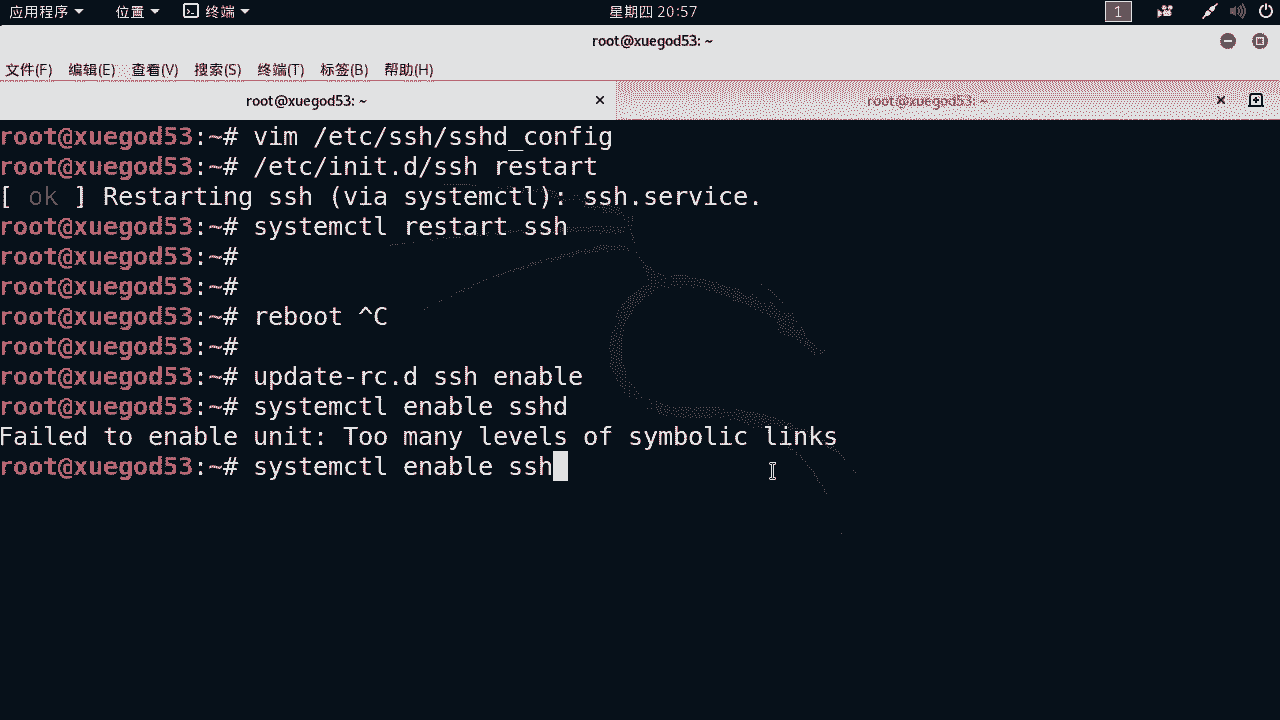 应用程序 位置 终端 星期四 20:57 1
root@xuegod53: ~
文件(F) 编辑(E) 查看(V) 搜索(S) 终端(T) 标签(B) 帮助(H)
root@xuegod53: ~ × root@xuegod53: ~ ×
root@xuegod53:~# vim /etc/ssh/sshd_config
root@xuegod53:~# /etc/init.d/ssh restart
[ ok ] Restarting ssh (via systemctl): ssh.service.
root@xuegod53:~# systemctl restart ssh
root@xuegod53:~#
root@xuegod53:~#
root@xuegod53:~# reboot ^C
root@xuegod53:~#
root@xuegod53:~# update-rc.d ssh enable
root@xuegod53:~# systemctl enable sshd
Failed to enable unit: Too many levels of symbolic links
root@xuegod53:~# systemctl enable ssh